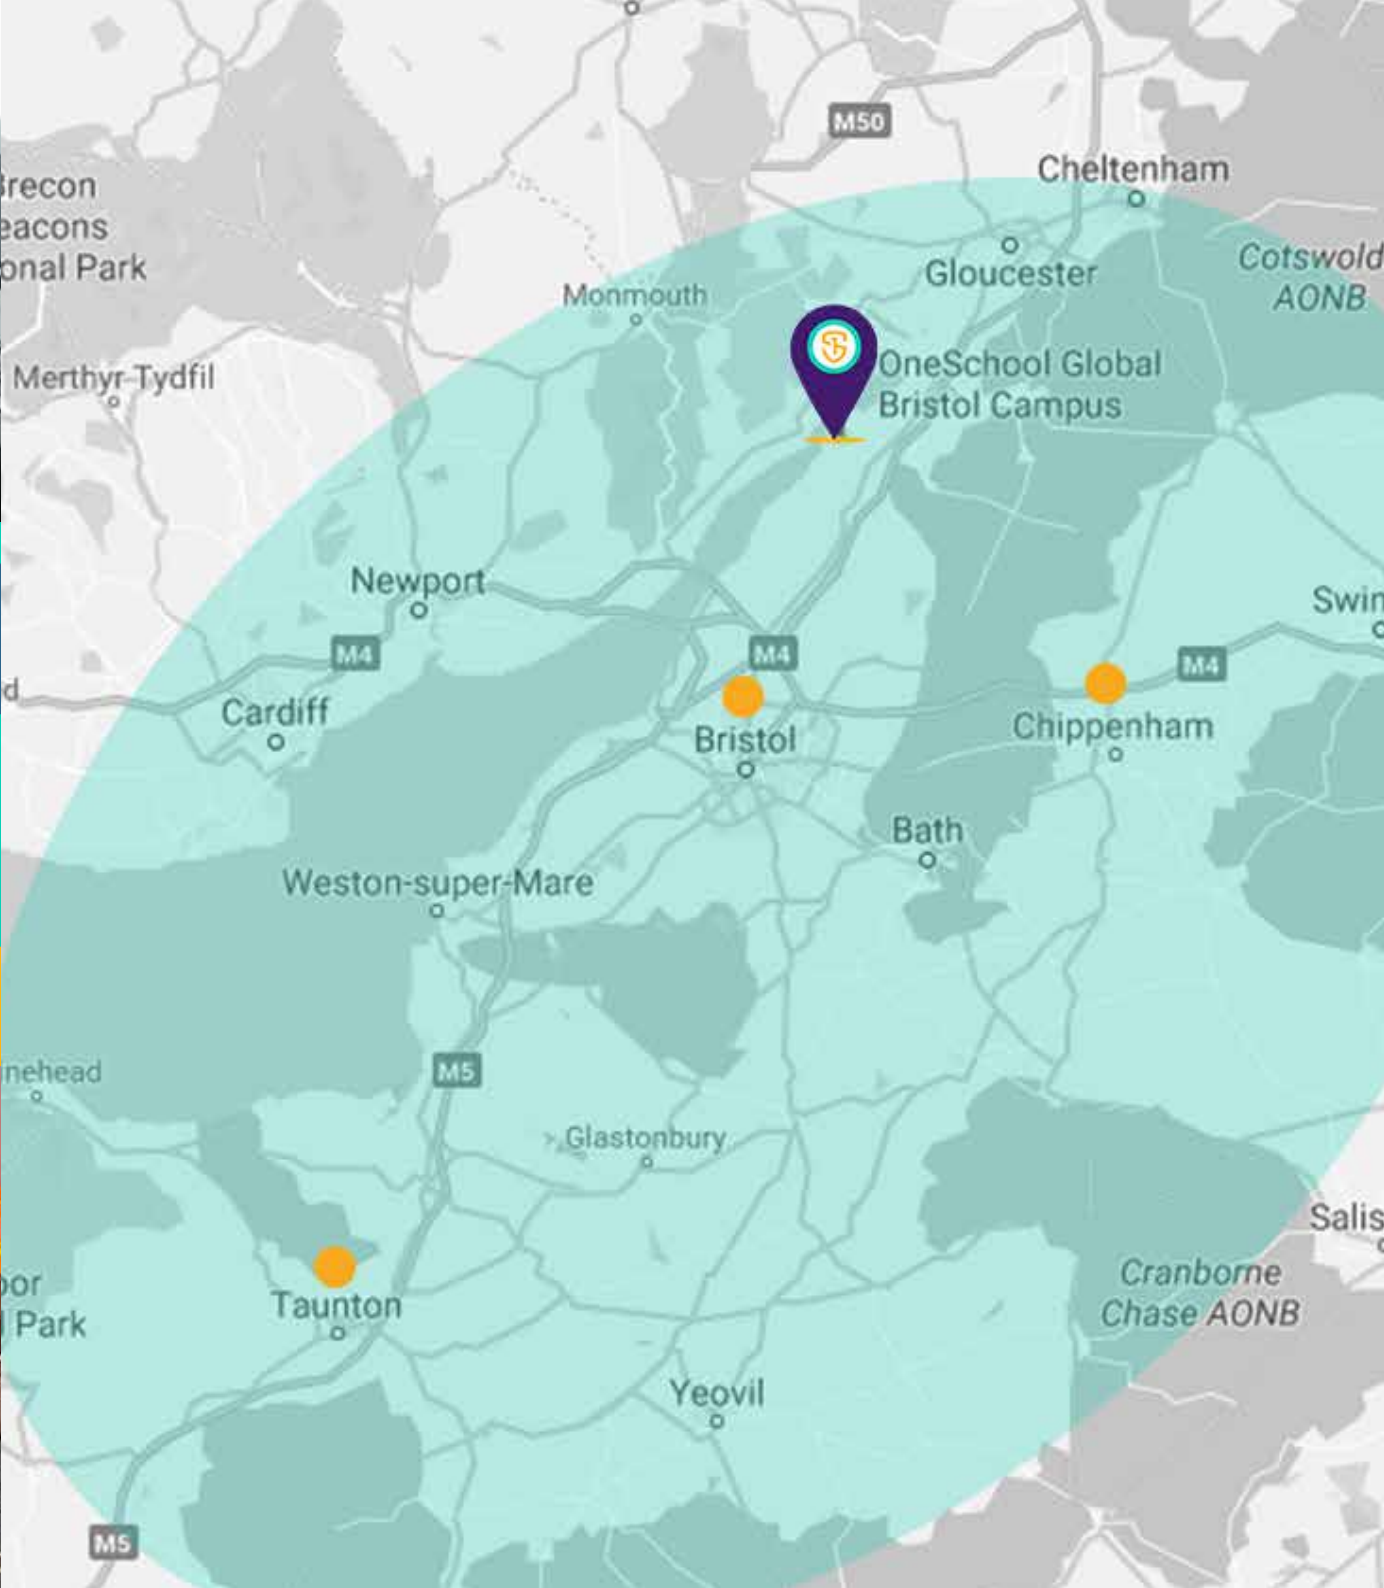 M50
Cheltenham
Brecon
eacons
onal Park
Cotswold
AONB
Gloucester
Monmouth
OneSchool Global
Bristol Campus
Merthyr-Tydfil
Newport
Swin
M4
M4
M4
d
Cardiff
Bristol
Chippenham
Bath
Weston-super-Mare
M5
nehead
Glastonbury
Salis
oor
l Park
Cranborne
Chase AONB
Taunton
Yeovil
M5